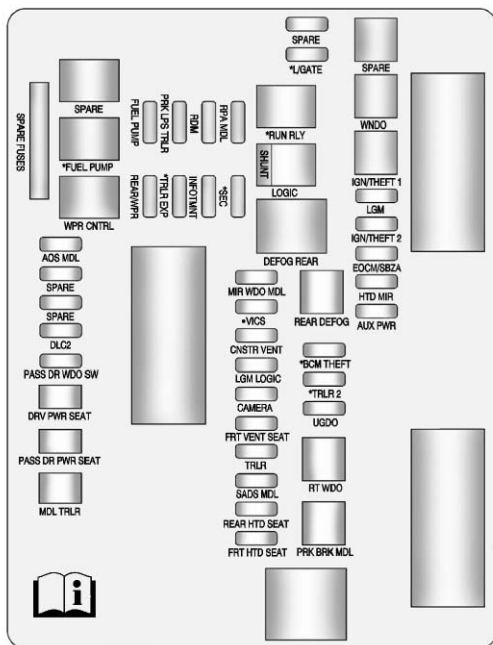 SPARE
*L/GATE
SPARE
WNDO
IGN/THEFT 1
LGM
IGN/THEFT 2
EOCM/SBZA
HTD MIR
AUX PWR
SPARE FUSES
SPARE
*FUEL PUMP
WPR CNTRL
FUEL PUMP
PRK LPS TRLR
RDM
RPA MDL
REAR/WPR
*TRLR EXP
INFOTMNT
*SEC
*RUN RLY
SHUNT
LOGIC
DEFOG REAR
AOS MDL
SPARE
SPARE
DLC2
PASS DR WDO SW
DRV PWR SEAT
PASS DR PWR SEAT
MDL TRLR
MIR WDO MDL
*VICS
CNSTR VENT
LGM LOGIC
CAMERA
FRT VENT SEAT
TRLR
SADS MDL
REAR HTD SEAT
FRT HTD SEAT
REAR DEFOG
*BCM THEFT
*TRLR 2
UGDO
RT WDO
PRK BRK MDL
i